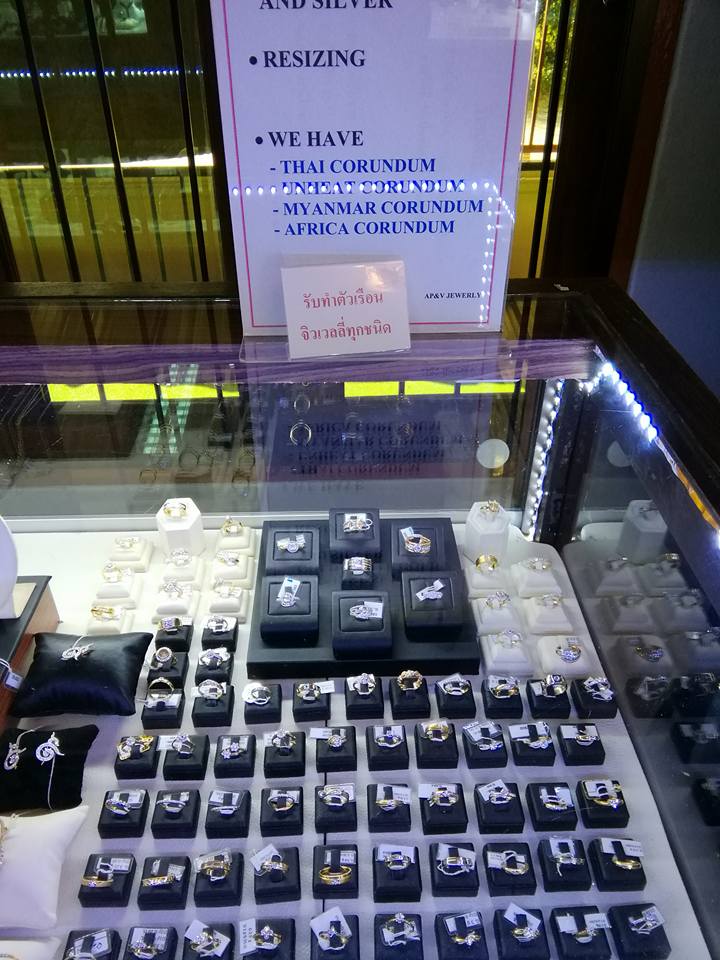 AND SILVER
• RESIZING
• WE HAVE
- THAI CORUNDUM
- UNHEAT CORUNDUM
- MYANMAR CORUNDUM
- AFRICA CORUNDUM
AP&V JEWERLY
รับทำตัวเรือน
จิวเวลลี่ทุกชนิด